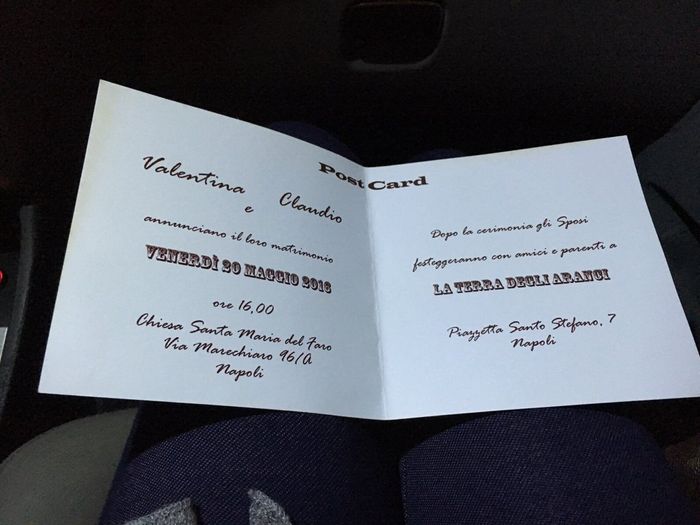 Post Card
Valentina
e
Claudio
annunciano il loro matrimonio
VENERDÌ 20 MAGGIO 2016
ore 16,00
Chiesa Santa Maria del Faro
Via Marechiaro 96/A
Napoli
Dopo la cerimonia gli Sposi
festeggeranno con amici e parenti a
LA TERRA DEGLI ARANCI
Piazzetta Santo Stefano, 7
Napoli